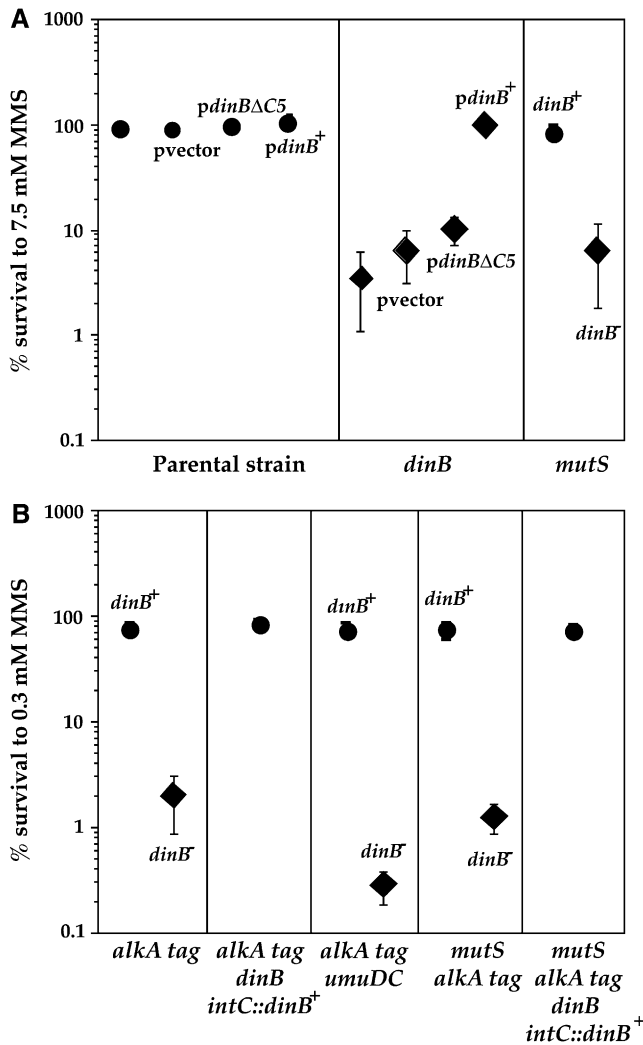 A
% survival to 7.5 mM MMS
1000
100
10
1
0.1
pvector
pdinBΔC5
pdinB+
pvector
pdinBΔC5
pdinB+
dinB+
dinB-
Parental strain
dinB
mutS
B
% survival to 0.3 mM MMS
1000
100
10
1
0.1
dinB+
dinB-
dinB+
dinB-
dinB+
dinB-
alkA tag
alkA tag
dinB
intC::dinB+
alkA tag
umuDC
mutS
alkA tag
mutS
alkA tag
dinB
intC::dinB+